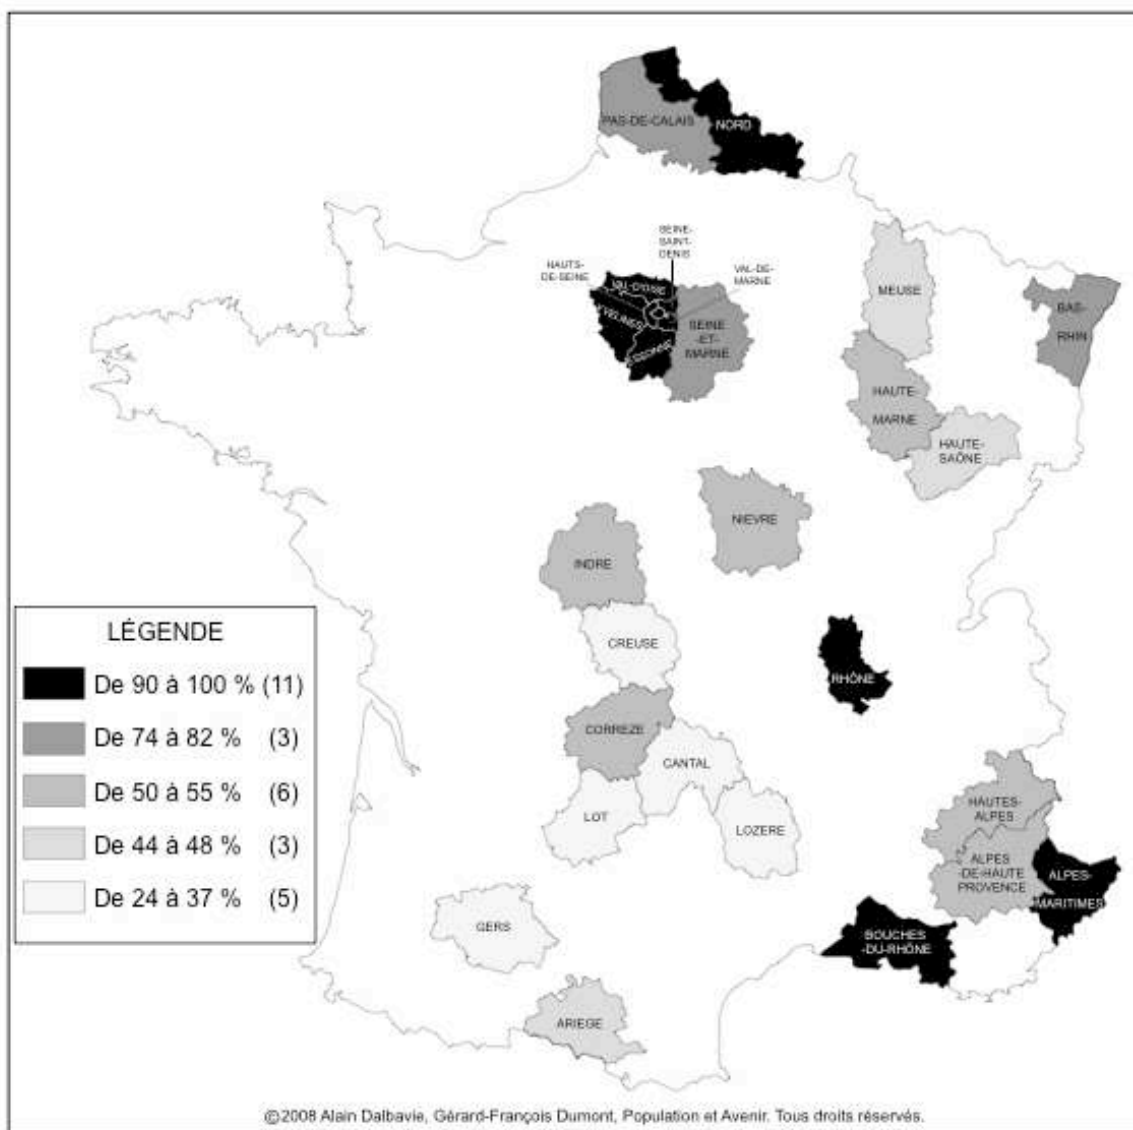 PAS-DE-CALAIS
NORD
SEINE-
SAINT-
DENIS
HAUTS-
DE-SEINE
VAL-DE-
MARNE
VAL-D'OISE
YVELINES
ESSONNE
SEINE
-ET-
MARNE
MEUSE
BAS-
RHIN
HAUTE-
MARNE
HAUTE-
SAÔNE
NIEVRE
INDRE
CREUSE
RHÔNE
CORREZE
CANTAL
LOT
LOZERE
HAUTES-
ALPES
ALPES
-DE-HAUTE
PROVENCE
ALPES-
MARITIMES
BOUCHES
-DU-RHÔNE
GERS
ARIEGE
LÉGENDE
De 90 à 100 % (11)
De 74 à 82 % (3)
De 50 à 55 % (6)
De 44 à 48 % (3)
De 24 à 37 % (5)
©2008 Alain Dalbavie, Gérard-François Dumont, Population et Avenir. Tous droits réservés.